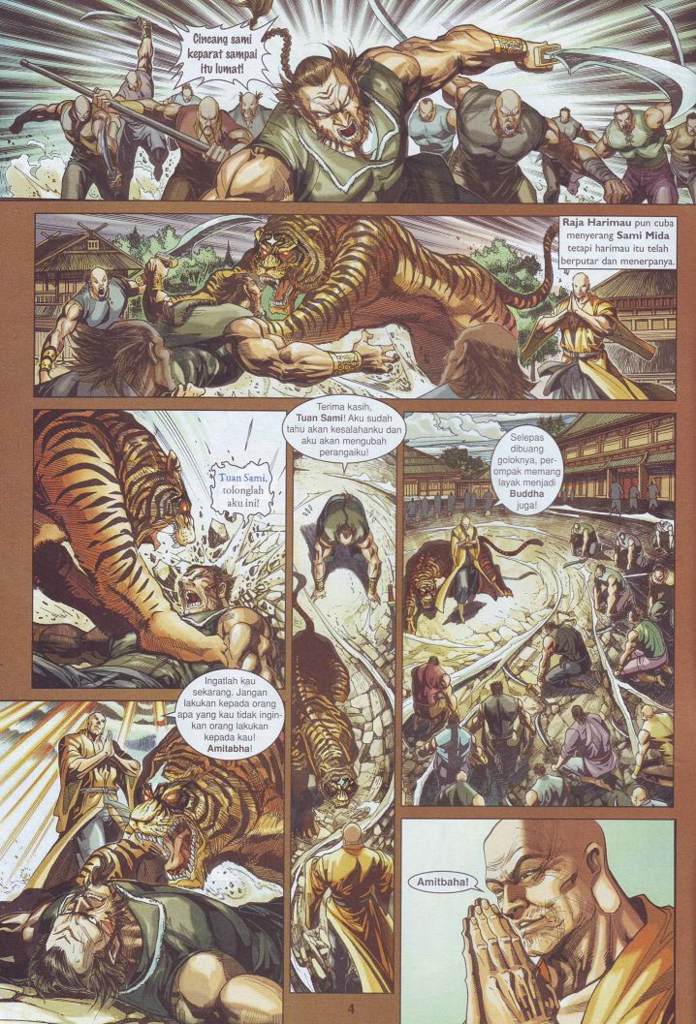 Cincang sami
keparat sampai
itu lumat!
Raja Harimau pun cuba
menyerang Sami Mida
tetapi harimau itu telah
berputar dan menerpanya.
Tuan Sami,
tolonglah
aku ini!
Terima kasih,
Tuan Sami! Aku sudah
tahu akan kesalahanku dan
aku akan mengubah
perangaiku!
Selepas
dibuang
goloknya, per-
ompak memang
layak menjadi
Buddha
juga!
Ingatlah kau
sekarang. Jangan
lakukan kepada orang
apa yang kau tidak ingin-
kan orang lakukan
kepada kau!
Amitabha!
Amitbaha!
4